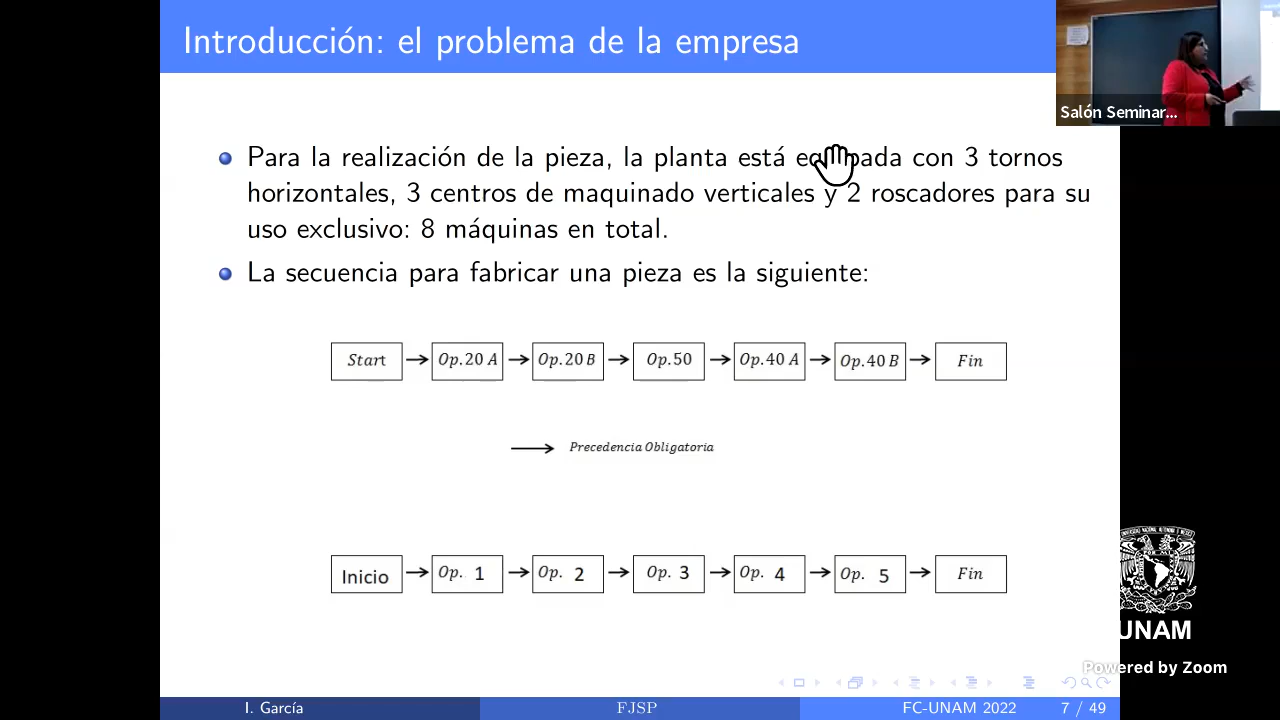 Introducción: el problema de la empresa
Salón Seminar...
Para la realización de la pieza, la planta está equipada con 3 tornos
horizontales, 3 centros de maquinado verticales y 2 roscadores para su
uso exclusivo: 8 máquinas en total.
La secuencia para fabricar una pieza es la siguiente:
Start Op.20 A Op.20 B Op.50 Op.40 A Op.40 B Fin
Precedencia Obligatoria
Inicio Op. 1 Op. 2 Op. 3 Op. 4 Op. 5 Fin
UNAM
Powered by Zoom
I. García FJSP FC-UNAM 2022 7 / 49